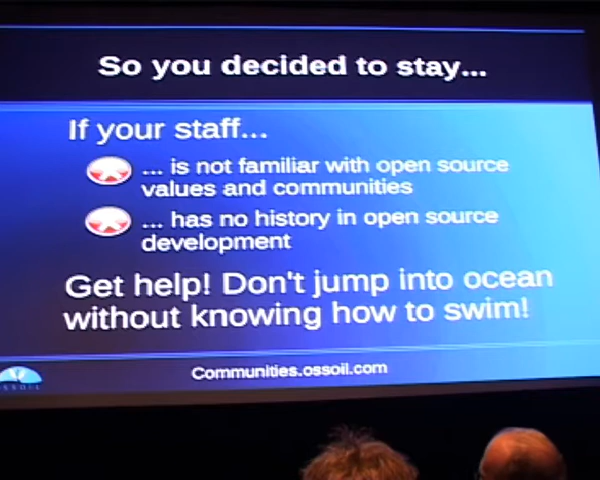 So you decided to stay...
If your staff...
... is not familiar with open source
values and communities
... has no history in open source
development
Get help! Don't jump into ocean
without knowing how to swim!
Communities.ossoil.com
OSSOIL